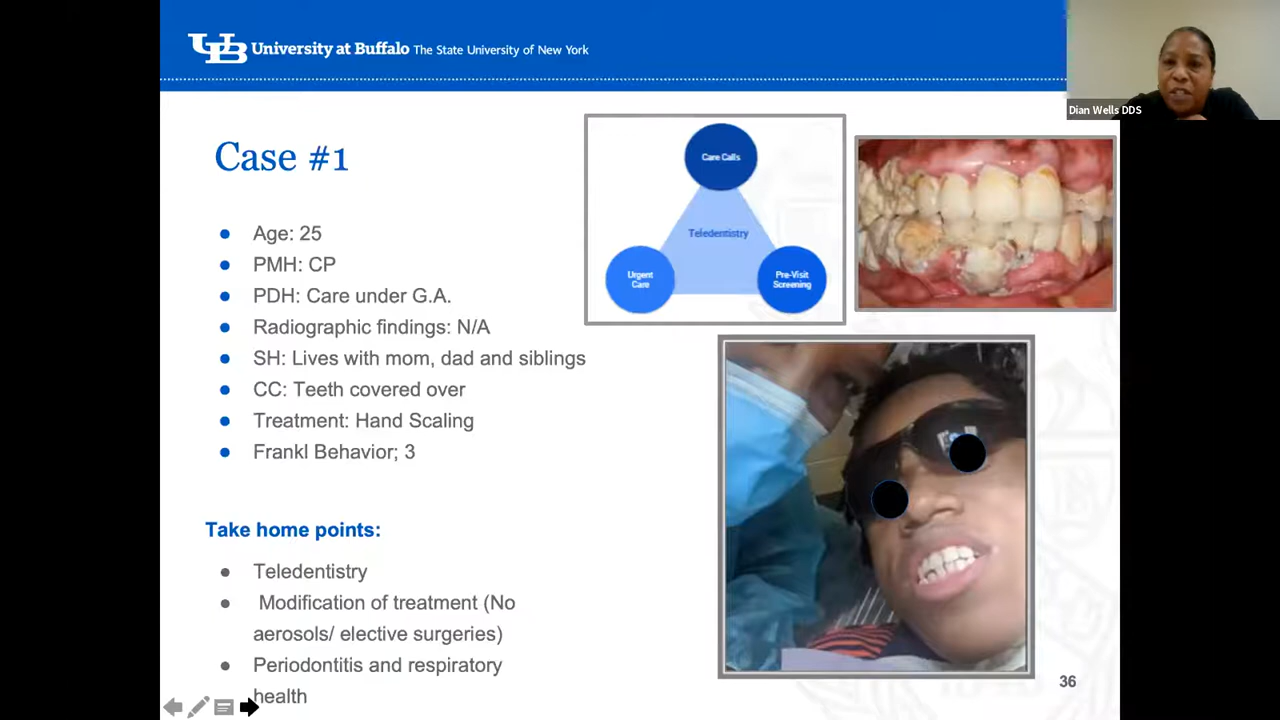 University at Buffalo The State University of New York
Dian Wells DDS
Case #1
Age: 25
PMH: CP
PDH: Care under G.A.
Radiographic findings: N/A
SH: Lives with mom, dad and siblings
CC: Teeth covered over
Treatment: Hand Scaling
Frankl Behavior; 3
Take home points:
Teledentistry
Modification of treatment (No
aerosols/ elective surgeries)
Periodontitis and respiratory
health
Care Calls
Teledentistry
Urgent
Care
Pre-Visit
Screening
36